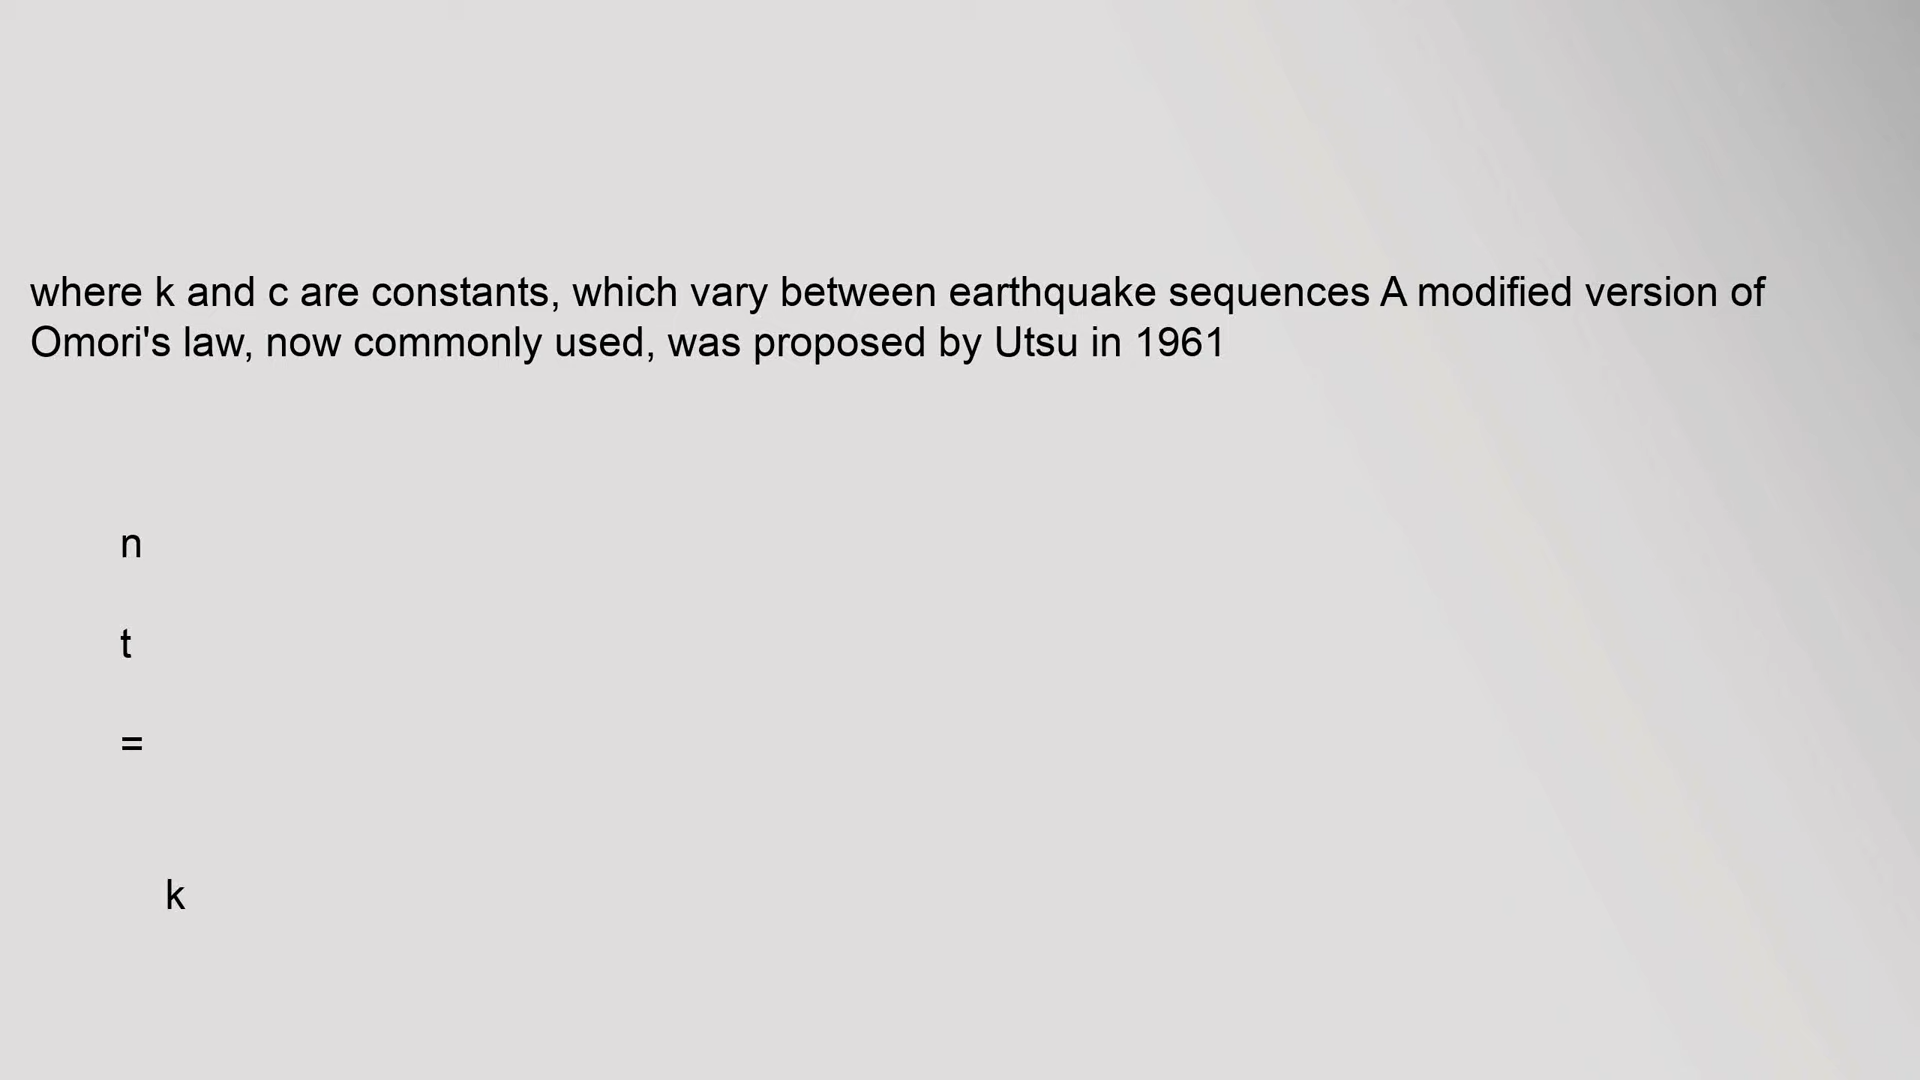 where k and c are constants, which vary between earthquake sequences A modified version of
Omori's law, now commonly used, was proposed by Utsu in 1961
n
t
=
k